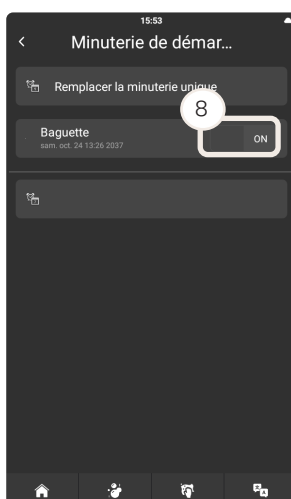 15:53
Minuterie de démar...
Remplacer la minuterie unique
8
Baguette
sam. oct. 24 13:26 2037
ON